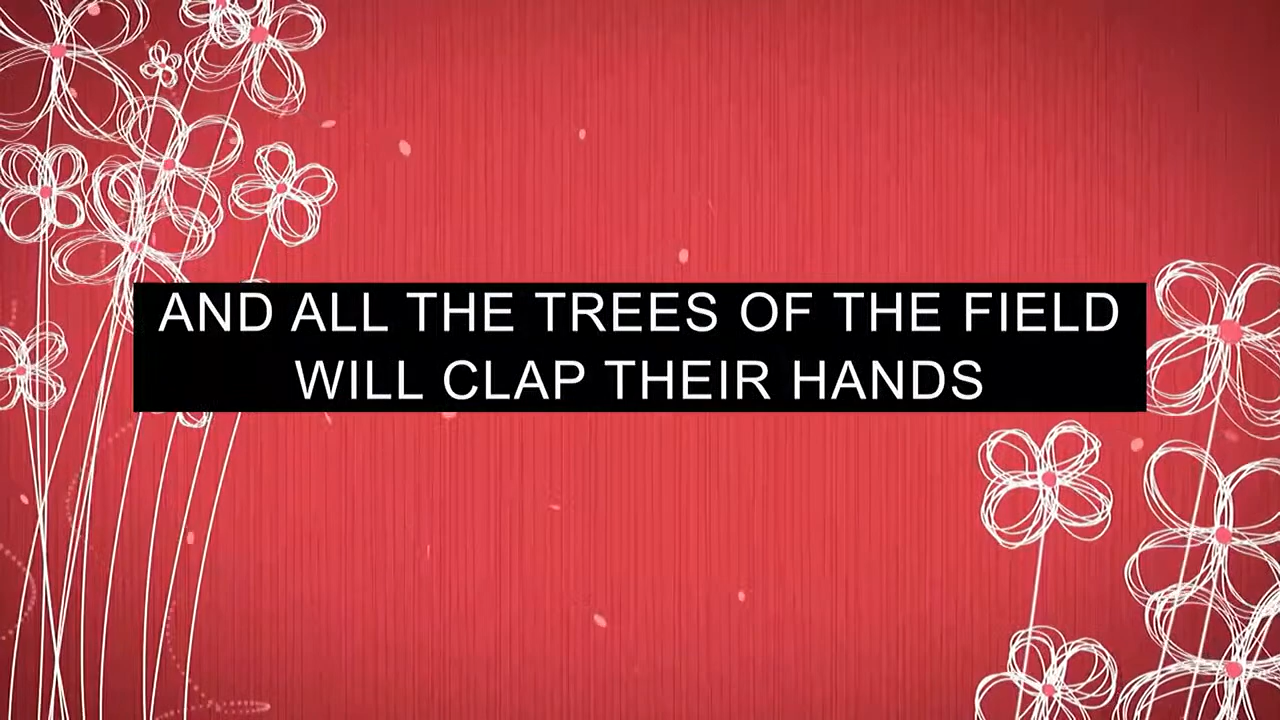 AND ALL THE TREES OF THE FIELD
WILL CLAP THEIR HANDS